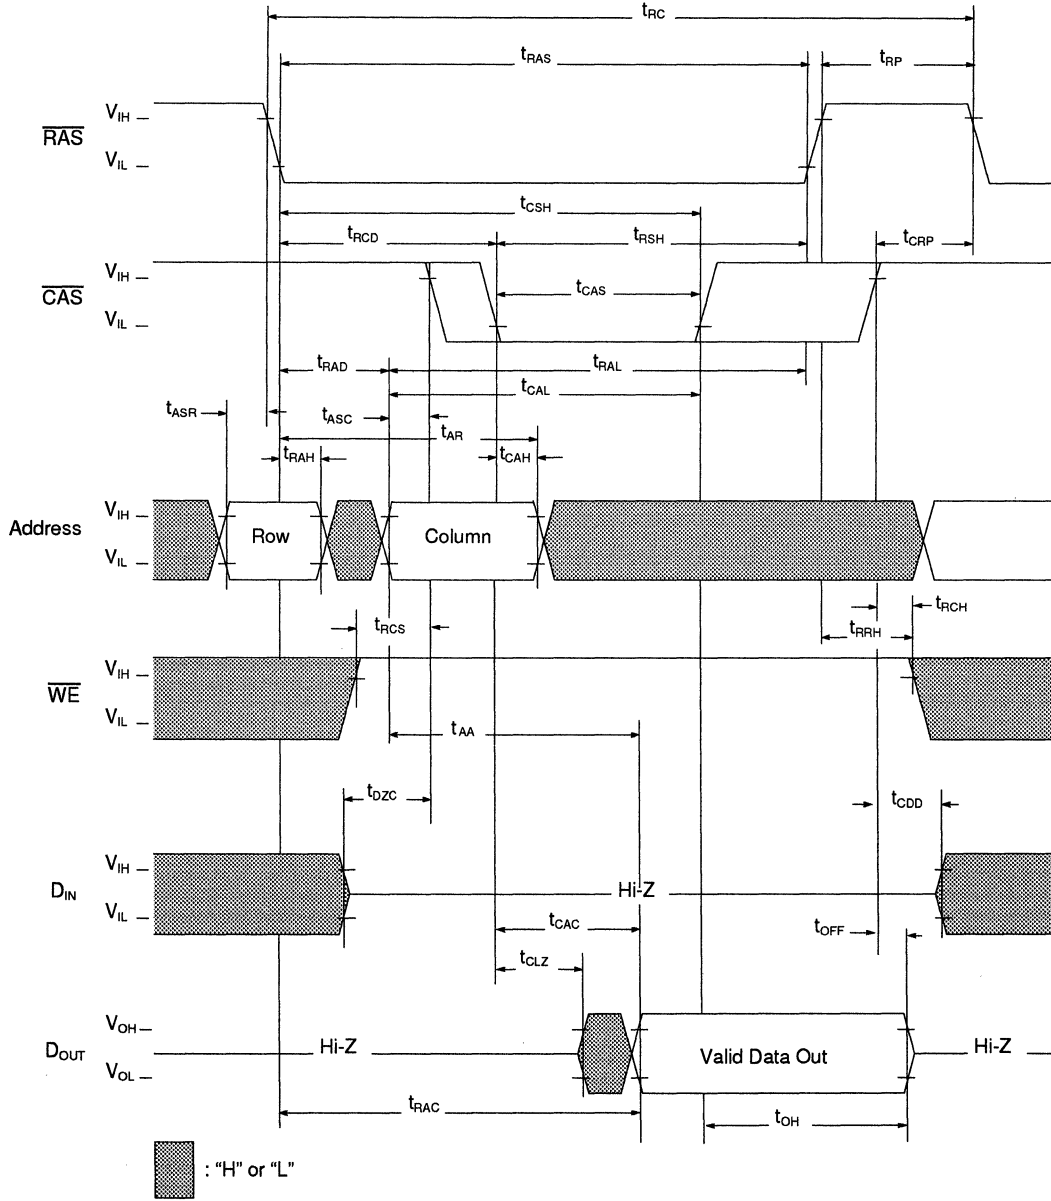 tRC
tRAS
tRP
RAS
VIH
VIL
tCSH
tRCD
tRSH
tCRP
CAS
VIH
VIL
tCAS
tRAD
tRAL
tCAL
tASR
tASC
tAR
tRAH
tCAH
Address
VIH
VIL
Row
Column
tRCS
tRCH
tRRH
WE
VIH
VIL
tAA
tDZC
tCDD
DIN
VIH
VIL
Hi-Z
tCAC
tOFF
tCLZ
DOUT
VOH
VOL
Hi-Z
Valid Data Out
Hi-Z
tRAC
tOH
: “H” or “L”